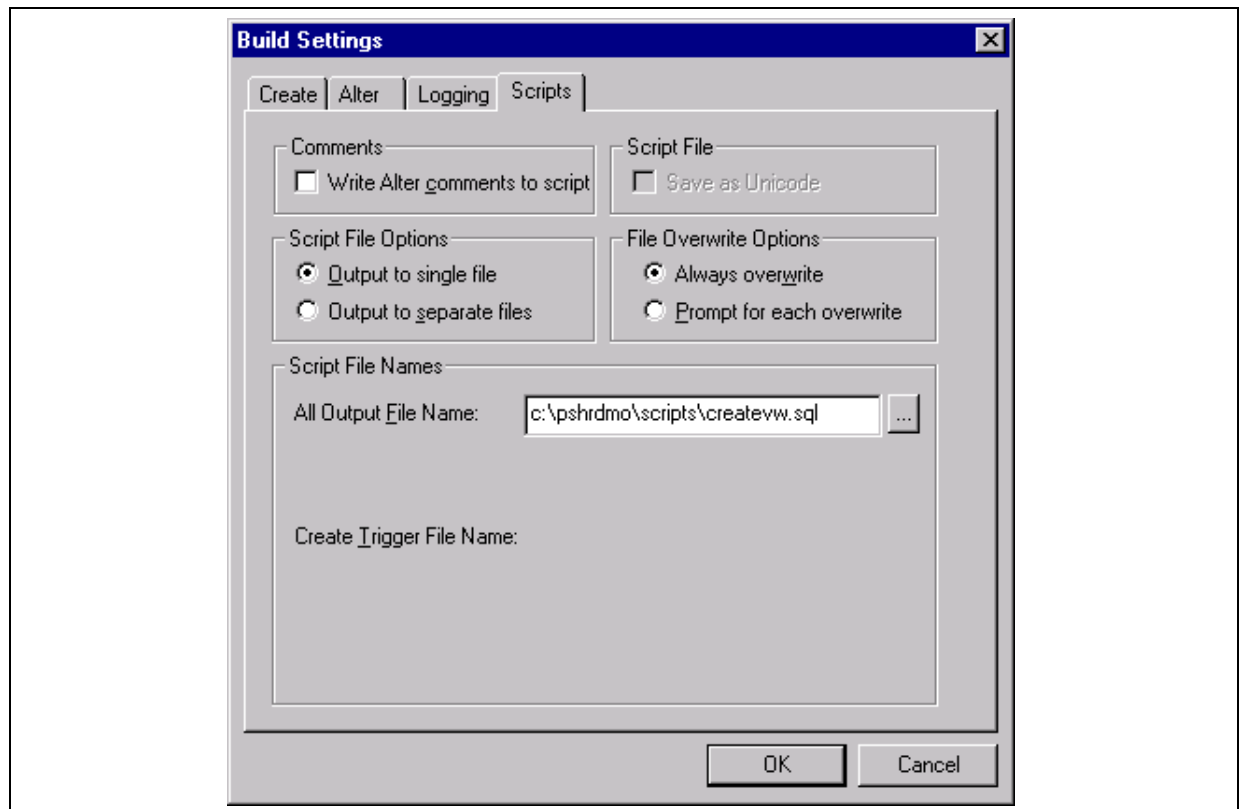 Build Settings
Create Alter Logging Scripts
Comments
Write Alter comments to script
Script File
Save as Unicode
Script File Options
Output to single file
Output to separate files
File Overwrite Options
Always overwrite
Prompt for each overwrite
Script File Names
All Output File Name: c:\pshrdmo\scripts\createvw.sql ...
Create Trigger File Name:
OK Cancel